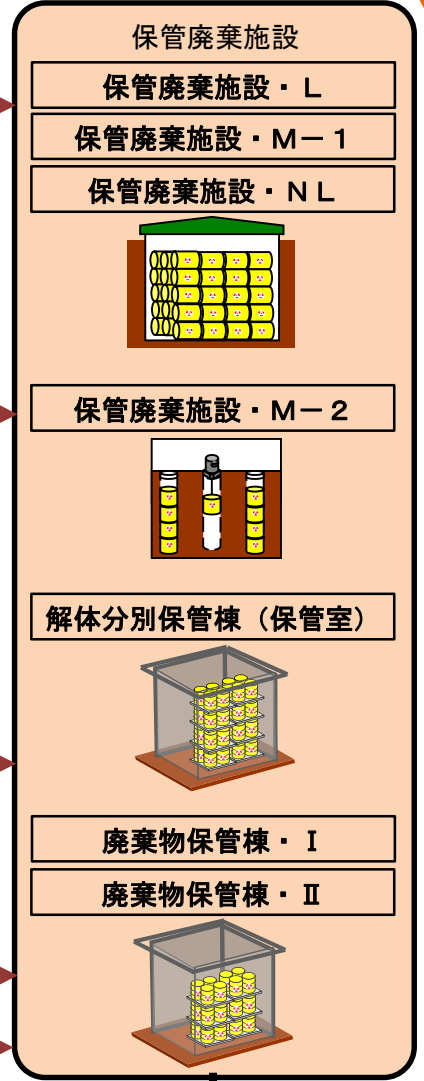 保管廃棄施設
保管廃棄施設・Ｌ
保管廃棄施設・Ｍ－１
保管廃棄施設・ＮＬ
保管廃棄施設・Ｍ－２
解体分別保管棟（保管室）
廃棄物保管棟・Ⅰ
廃棄物保管棟・Ⅱ